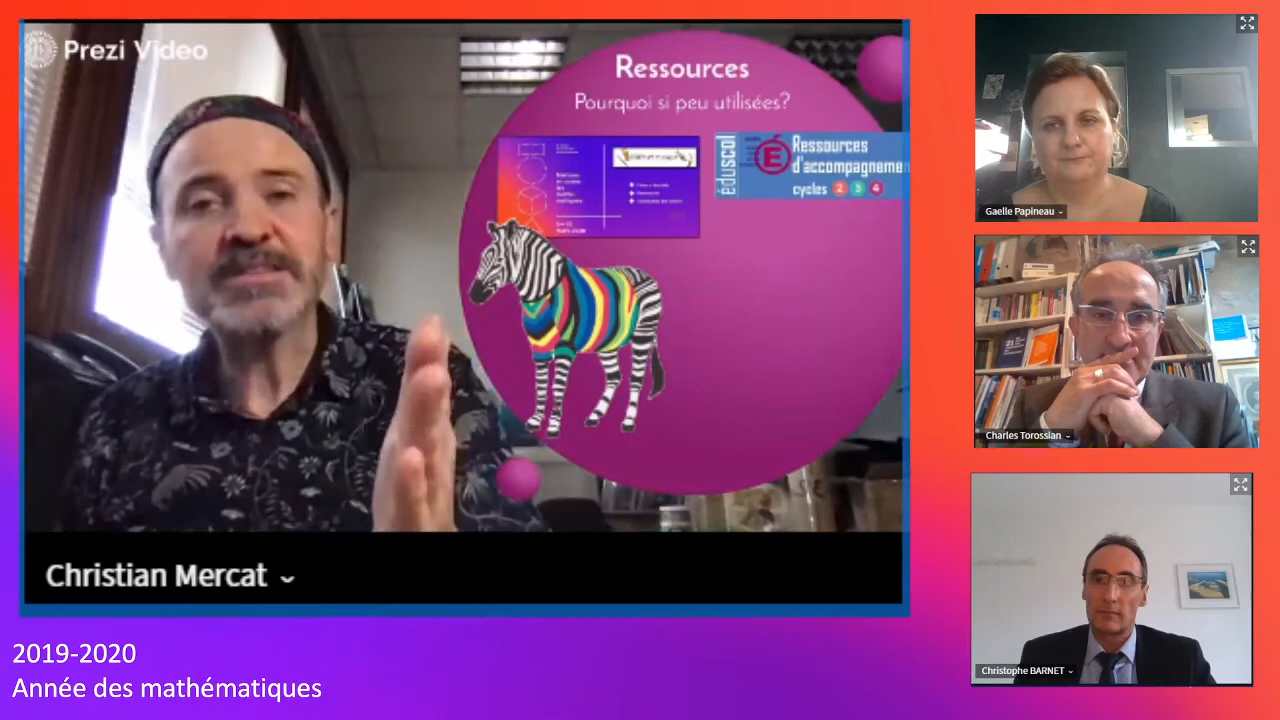 Prezi Video
Ressources
Pourquoi si peu utilisées?
éduscol
Ressources
d'accompagnemen
cycles 2 3 4
Christian Mercat
Gaelle Papineau
Charles Torossian
Christophe BARNET
2019-2020
Année des mathématiques